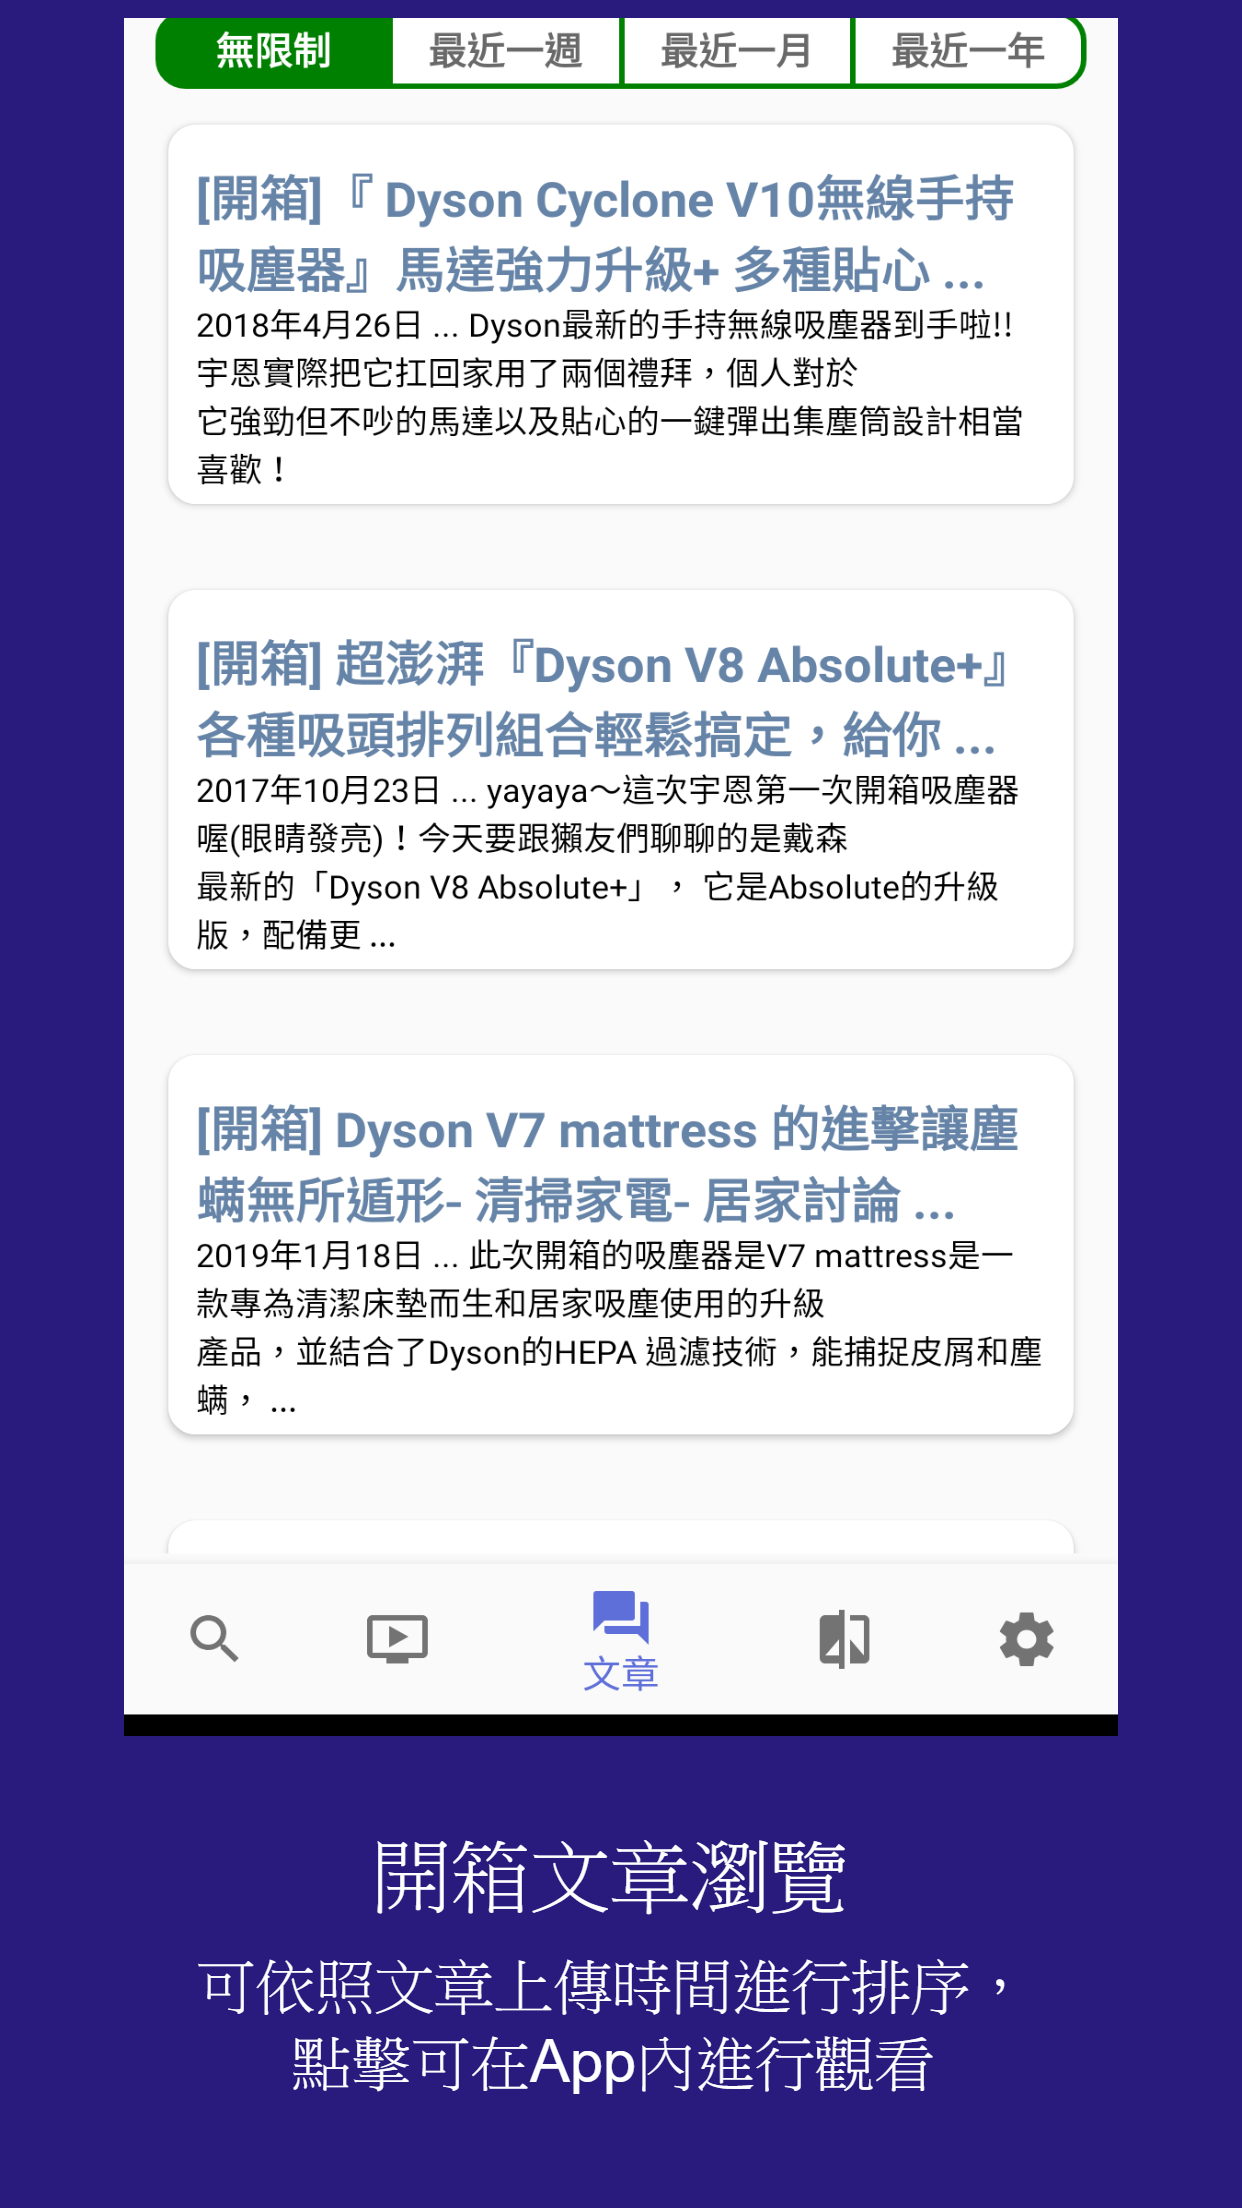 無限制 最近一週 最近一月 最近一年
[開箱]『 Dyson Cyclone V10無線手持
吸塵器』馬達強力升級+ 多種貼心 ...
2018年4月26日 ... Dyson最新的手持無線吸塵器到手啦!!
宇恩實際把它扛回家用了兩個禮拜，個人對於
它強勁但不吵的馬達以及貼心的一鍵彈出集塵筒設計相當
喜歡！
[開箱] 超澎湃『Dyson V8 Absolute+』
各種吸頭排列組合輕鬆搞定，給你 ...
2017年10月23日 ... yayaya～這次宇恩第一次開箱吸塵器
喔(眼睛發亮)！今天要跟獺友們聊聊的是戴森
最新的「Dyson V8 Absolute+」， 它是Absolute的升級
版，配備更 ...
[開箱] Dyson V7 mattress 的進擊讓塵
蟎無所遁形- 清掃家電- 居家討論 ...
2019年1月18日 ... 此次開箱的吸塵器是V7 mattress是一
款專為清潔床墊而生和居家吸塵使用的升級
產品，並結合了Dyson的HEPA 過濾技術，能捕捉皮屑和塵
蟎， ...
文章
開箱文章瀏覽
可依照文章上傳時間進行排序，
點擊可在App內進行觀看